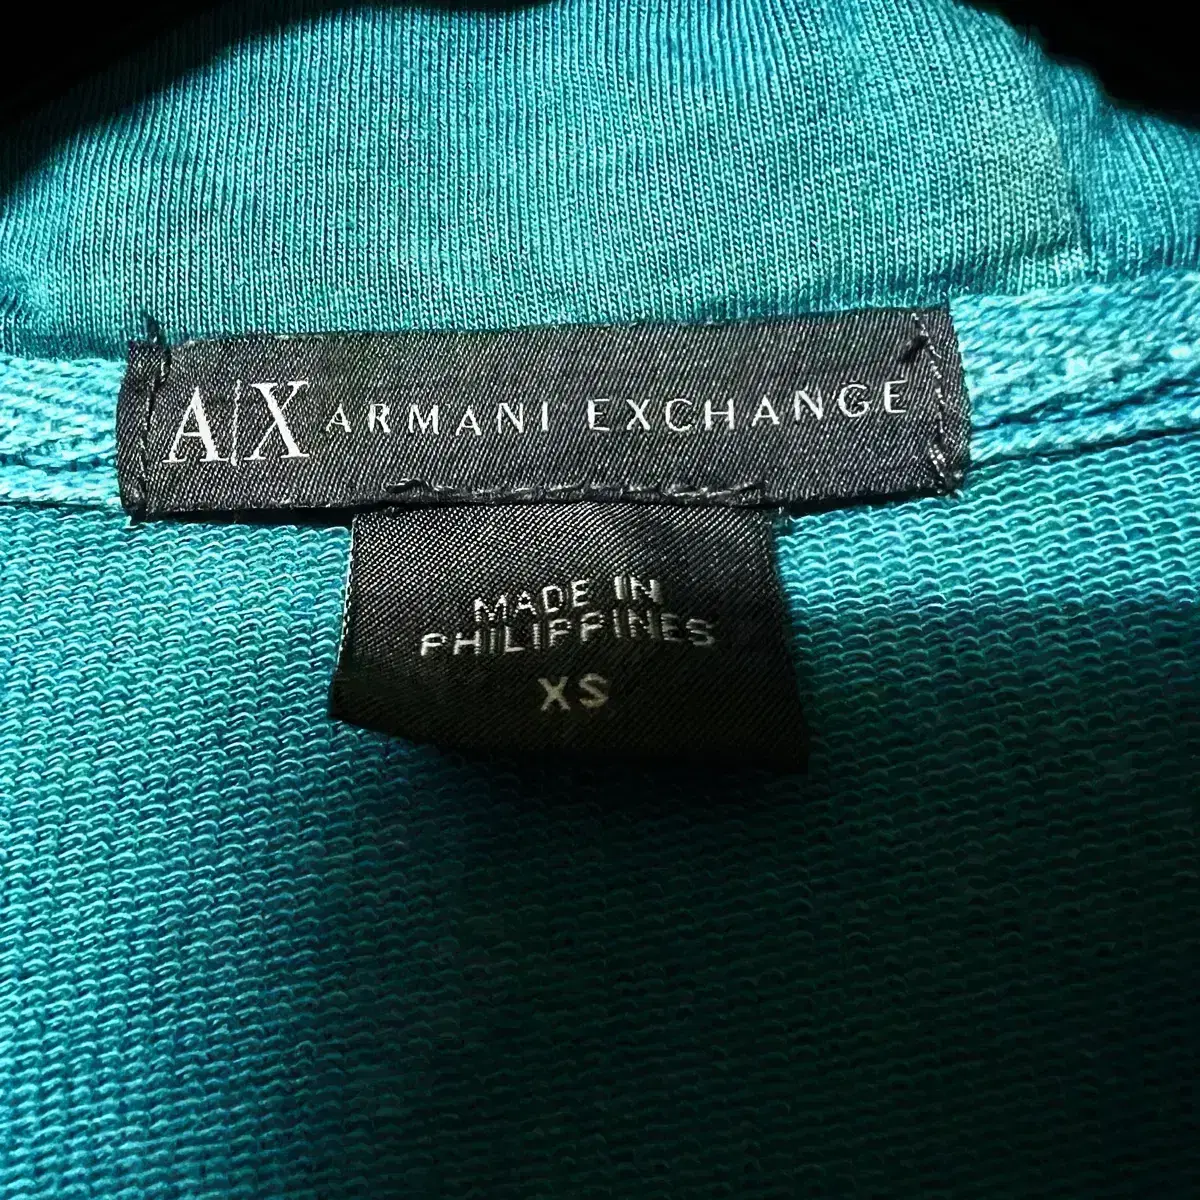 A|X ARMANI EXCHANGE
MADE IN
PHILIPPINES
XS